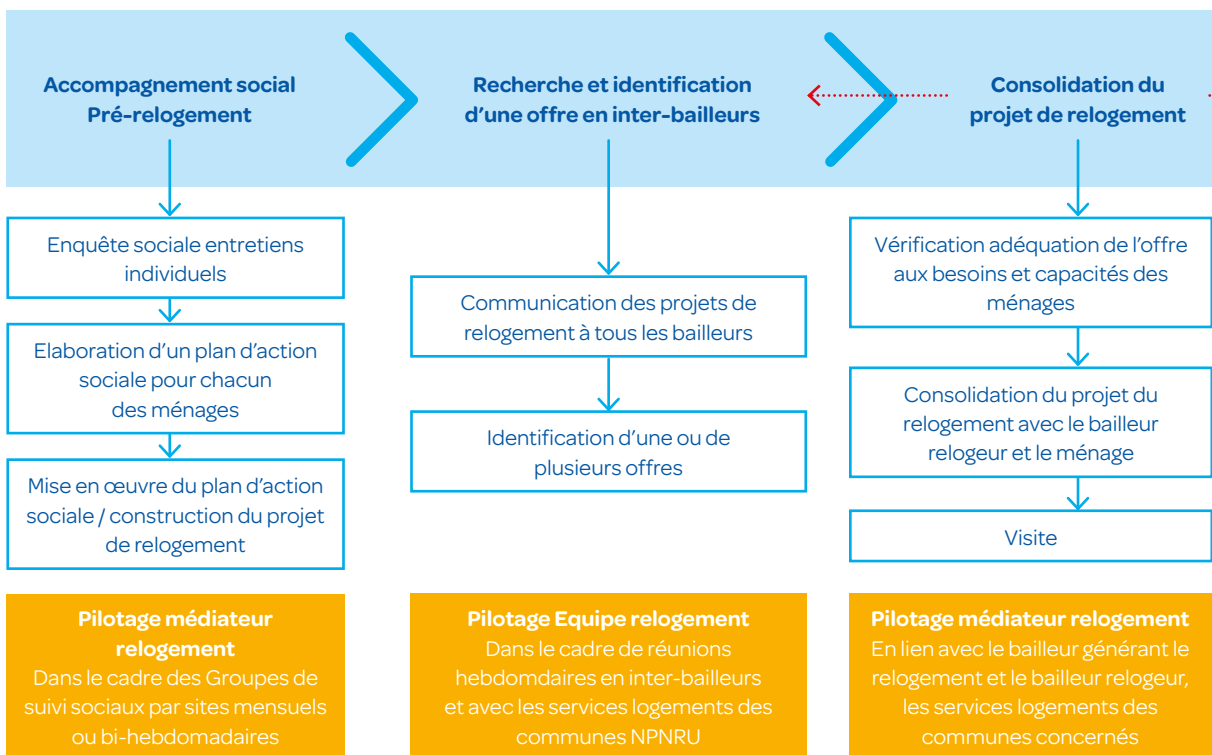 Accompagnement social
Pré-relogement
Recherche et identification
d'une offre en inter-bailleurs
Consolidation du
projet de relogement
Enquête sociale entretiens
individuels
Elaboration d'un plan d'action
sociale pour chacun
des ménages
Mise en œuvre du plan d'action
sociale / construction du projet
de relogement
Communication des projets de
relogement à tous les bailleurs
Identification d'une ou de
plusieurs offres
Vérification adéquation de l'offre
aux besoins et capacités des
ménages
Consolidation du projet du
relogement avec le bailleur
relogeur et le ménage
Visite
Pilotage médiateur
relogement
Dans le cadre des Groupes de
suivi sociaux par sites mensuels
ou bi-hebdomadaires
Pilotage Equipe relogement
Dans le cadre de réunions
hebdomdaires en inter-bailleurs
et avec les services logements des
communes NPNRU
Pilotage médiateur relogement
En lien avec le bailleur générant le
relogement et le bailleur relogeur,
les services logements des
communes concernés